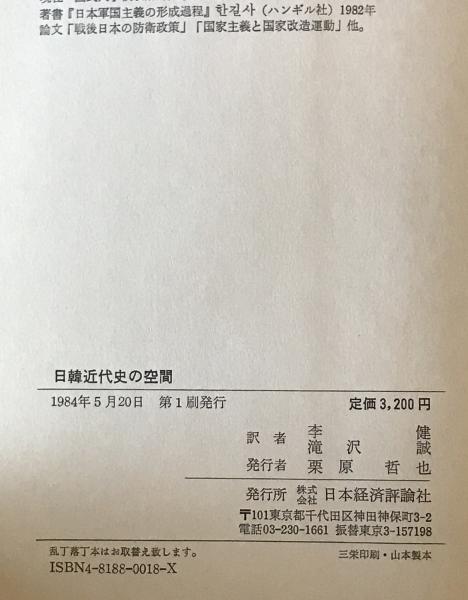 著書『日本軍国主義の形成過程』한길사(ハンギル社)1982年
論文「戦後日本の防衛政策」「国家主義と国家改造運動」他。
日韓近代史の空間
1984年5月20日 第1刷発行 定価3,200円
訳者 李 健
滝沢 誠
発行者 栗原哲也
発行所 株式会社 日本経済評論社
〒101東京都千代田区神田神保町3-2
電話03-230-1661 振替東京3-157198
乱丁落丁本はお取替え致します。 三栄印刷・山本製本
ISBN4-8188-0018-X